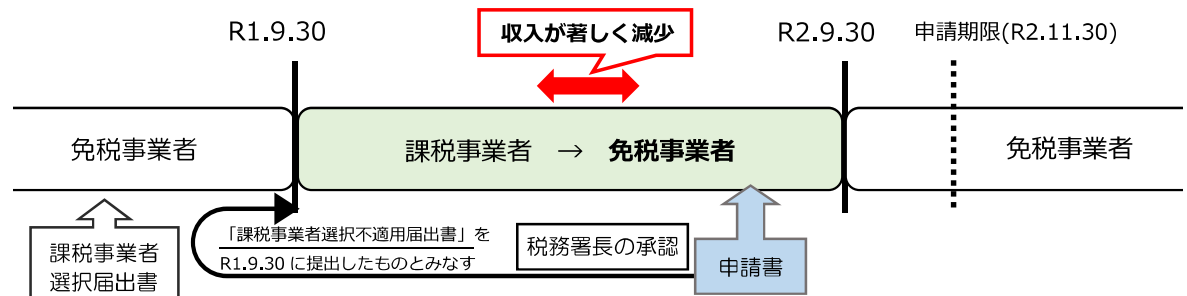 収入が著しく減少
R1.9.30
R2.9.30
申請期限(R2.11.30)
免税事業者
課税事業者 → 免税事業者
免税事業者
課税事業者
選択届出書
「課税事業者選択不適用届出書」を
R1.9.30 に提出したものとみなす
税務署長の承認
申請書